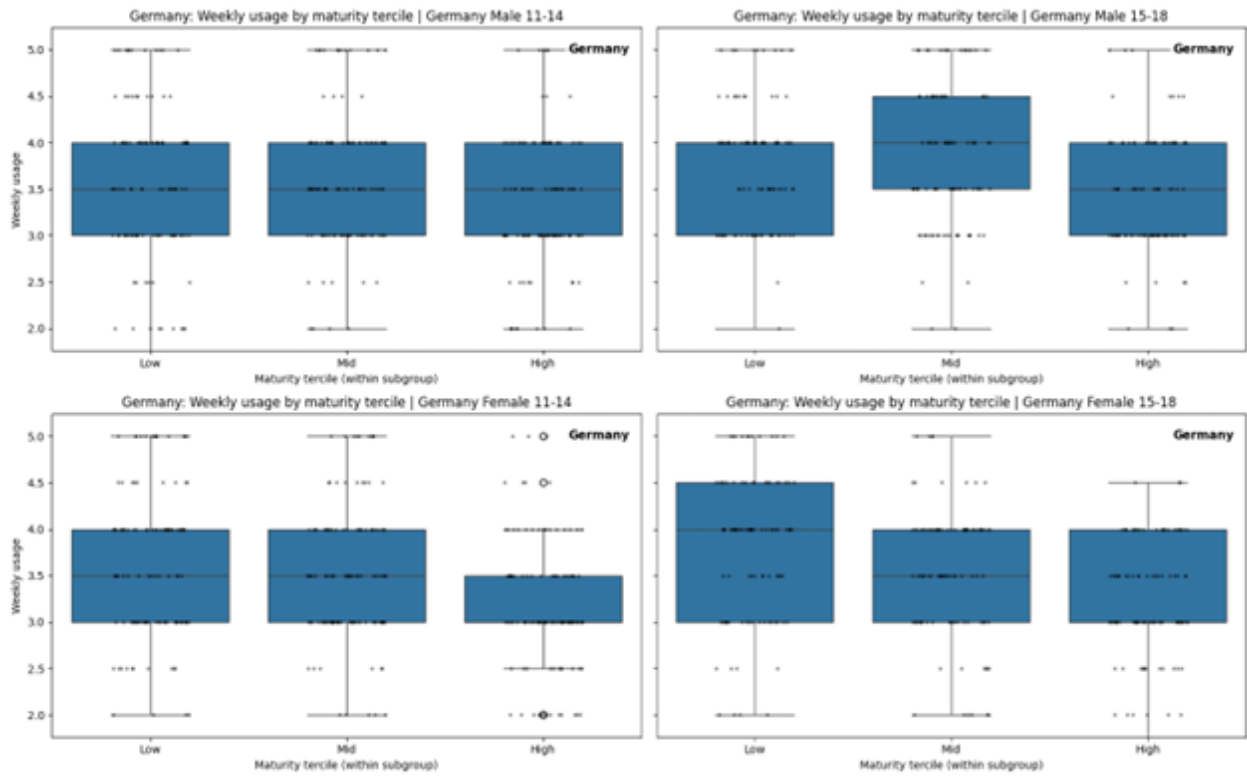 Germany: Weekly usage by maturity tercile | Germany Male 11-14
Germany: Weekly usage by maturity tercile | Germany Male 15-18
Germany
Germany
5.0
4.5
4.0
3.5
3.0
2.5
2.0
Weekly usage
Low
Mid
High
Low
Mid
High
Maturity tercile (within subgroup)
Maturity tercile (within subgroup)
Germany: Weekly usage by maturity tercile | Germany Female 11-14
Germany: Weekly usage by maturity tercile | Germany Female 15-18
Germany
Germany
5.0
4.5
4.0
3.5
3.0
2.5
2.0
Weekly usage
Low
Mid
High
Low
Mid
High
Maturity tercile (within subgroup)
Maturity tercile (within subgroup)